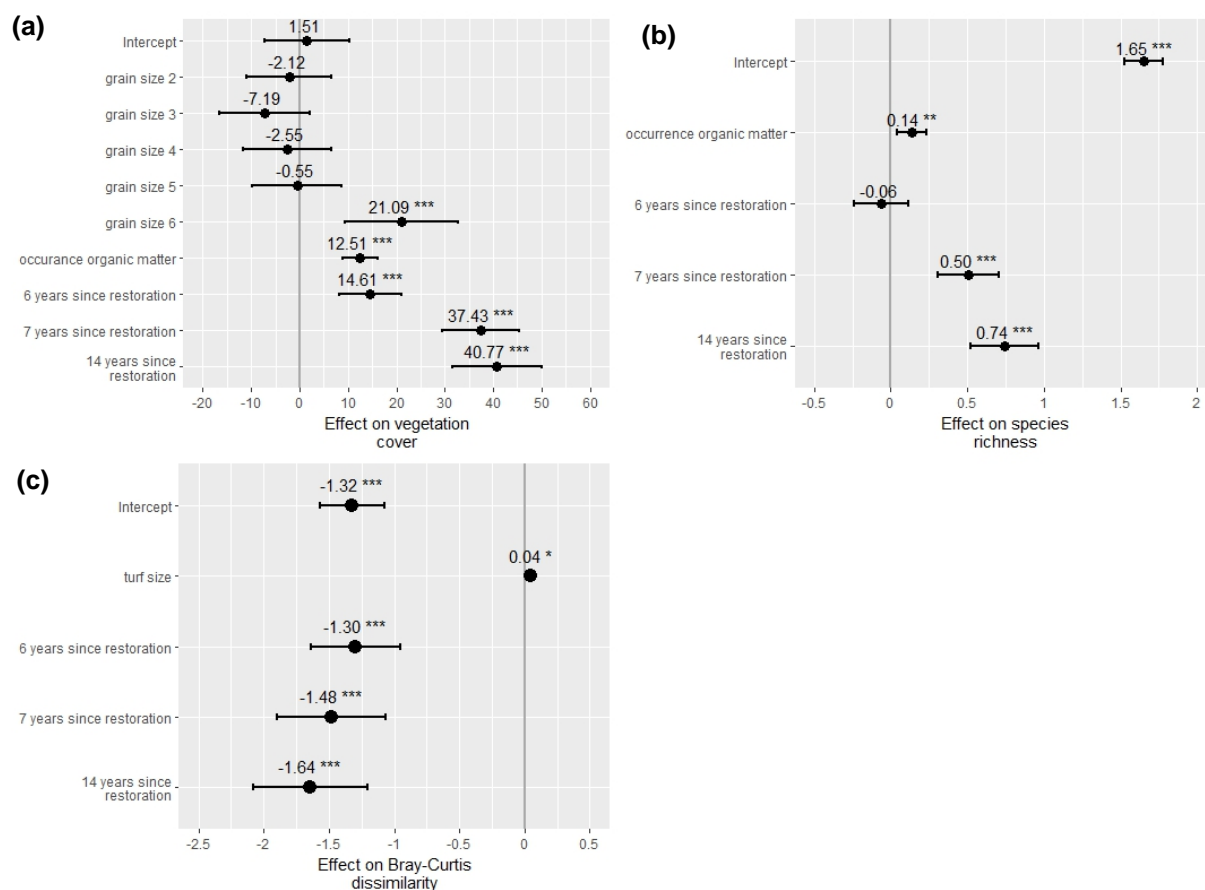 (a)
Intercept
1.51
grain size 2
-2.12
grain size 3
-7.19
grain size 4
-2.55
grain size 5
-0.55
grain size 6
21.09 ***
occurance organic matter
12.51 ***
6 years since restoration
14.61 ***
7 years since restoration
37.43 ***
14 years since
restoration
40.77 ***
-20 -10 0 10 20 30 40 50 60
Effect on vegetation
cover
(b)
Intercept
1.65 ***
occurrence organic matter
0.14 **
6 years since restoration
-0.06
7 years since restoration
0.50 ***
14 years since
restoration
0.74 ***
-0.5 0 0.5 1 1.5 2
Effect on species
richness
(c)
Intercept
-1.32 ***
turf size
0.04 *
6 years since restoration
-1.30 ***
7 years since restoration
-1.48 ***
14 years since
restoration
-1.64 ***
-2.5 -2 -1.5 -1 -0.5 0 0.5
Effect on Bray-Curtis
dissimilarity